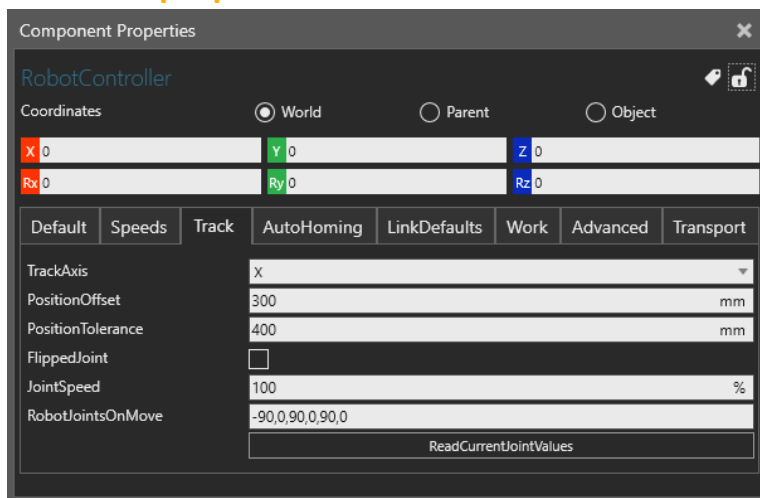 Component Properties
RobotController
Coordinates World Parent Object
X 0 Y 0 Z 0
Rx 0 Ry 0 Rz 0
Default Speeds Track AutoHoming LinkDefaults Work Advanced Transport
TrackAxis X
PositionOffset 300 mm
PositionTolerance 400 mm
FlippedJoint
JointSpeed 100 %
RobotJointsOnMove -90,0,90,0,90,0
ReadCurrentJointValues